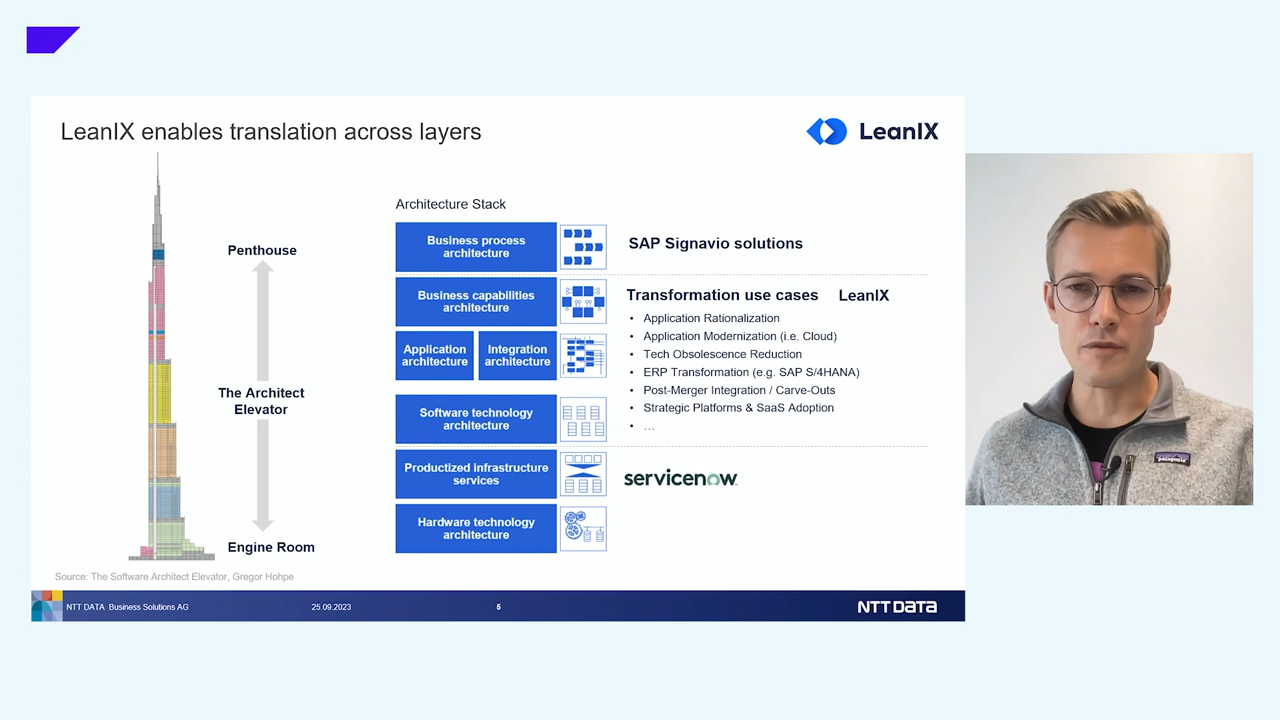 LeanIX enables translation across layers
LeanIX
Penthouse
The Architect
Elevator
Engine Room
Architecture Stack
Business process
architecture
SAP Signavio solutions
Business capabilities
architecture
Application
architecture
Integration
architecture
Software technology
architecture
Transformation use cases LeanIX
• Application Rationalization
• Application Modernization (i.e. Cloud)
• Tech Obsolescence Reduction
• ERP Transformation (e.g. SAP S/4HANA)
• Post-Merger Integration / Carve-Outs
• Strategic Platforms & SaaS Adoption
• ...
Productized infrastructure
services
servicenow
Hardware technology
architecture
Source: The Software Architect Elevator, Gregor Hohpe
NTT DATA Business Solutions AG
25.09.2023
5
NTT DATA
patagonia